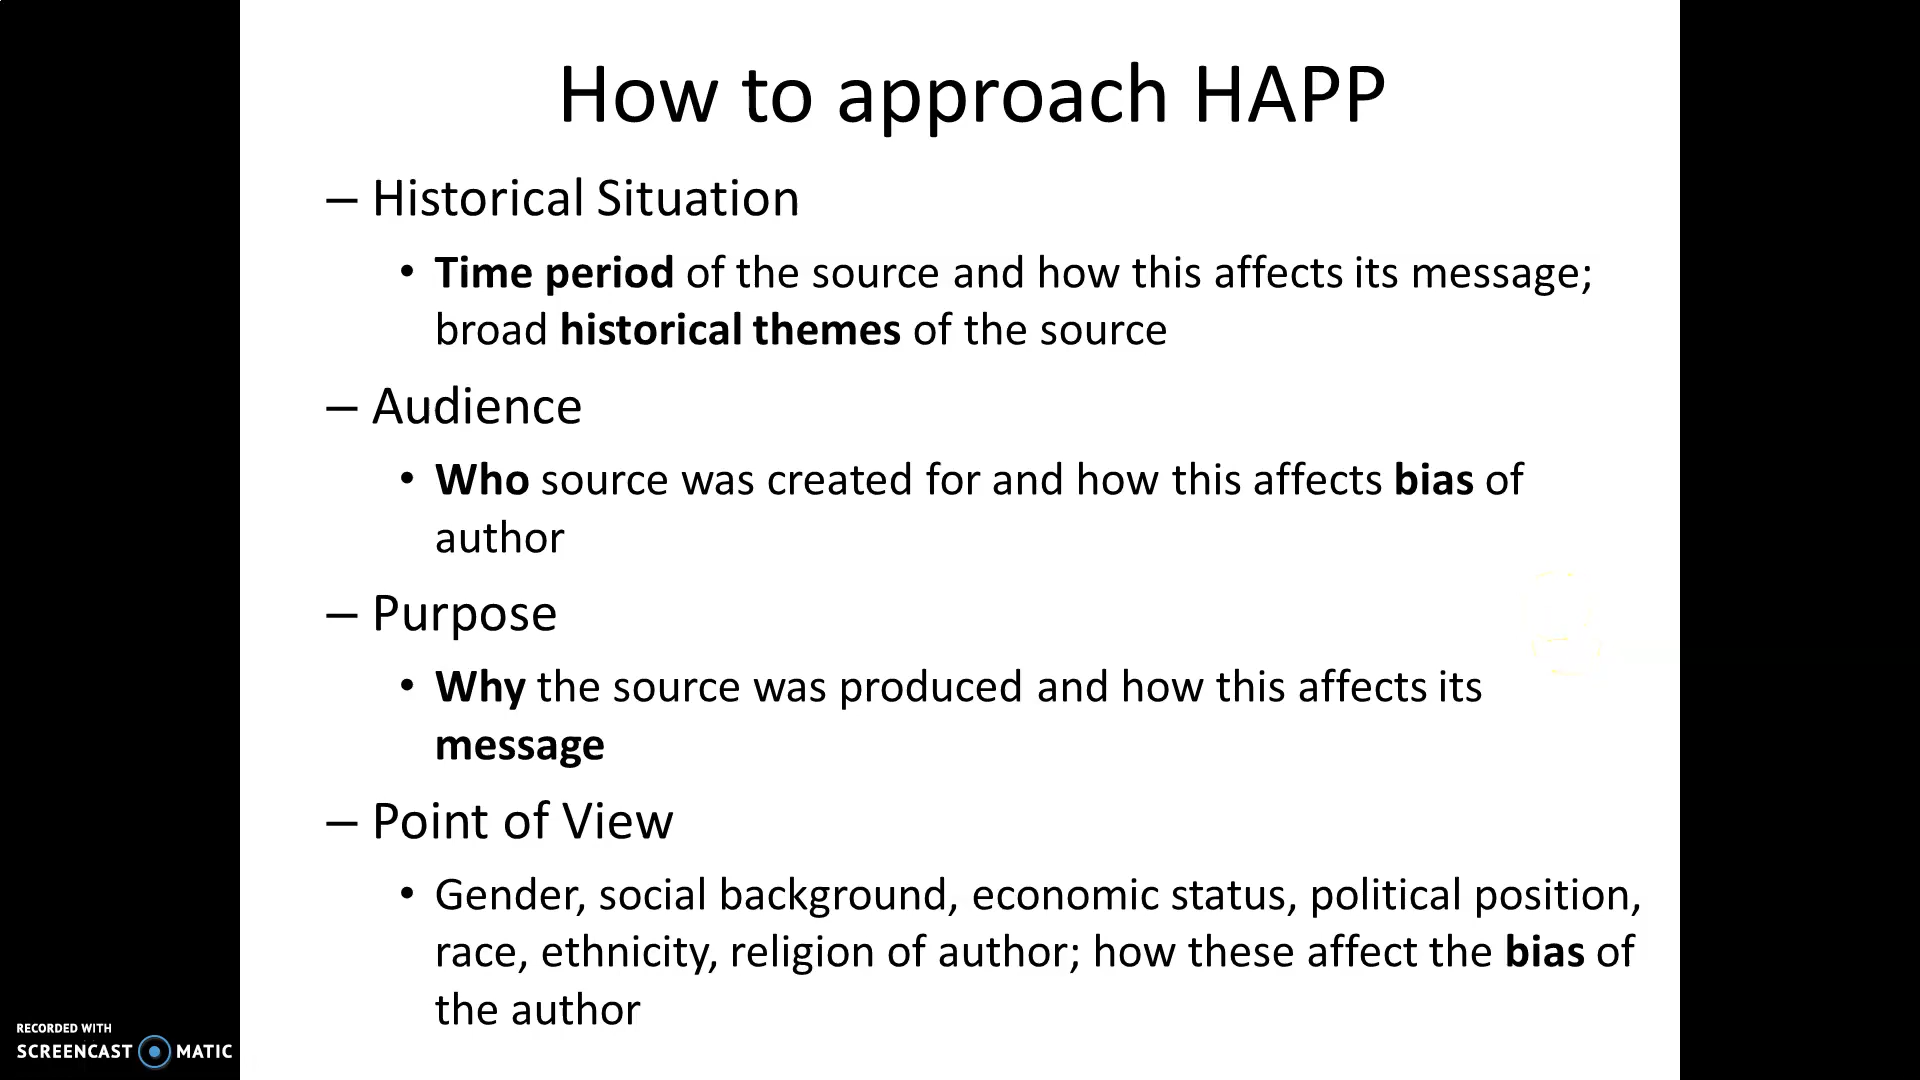 How to approach HAPP
– Historical Situation
• Time period of the source and how this affects its message;
broad historical themes of the source
– Audience
• Who source was created for and how this affects bias of
author
– Purpose
• Why the source was produced and how this affects its
message
– Point of View
• Gender, social background, economic status, political position,
race, ethnicity, religion of author; how these affect the bias of
the author
RECORDED WITH
SCREENCAST MATIC